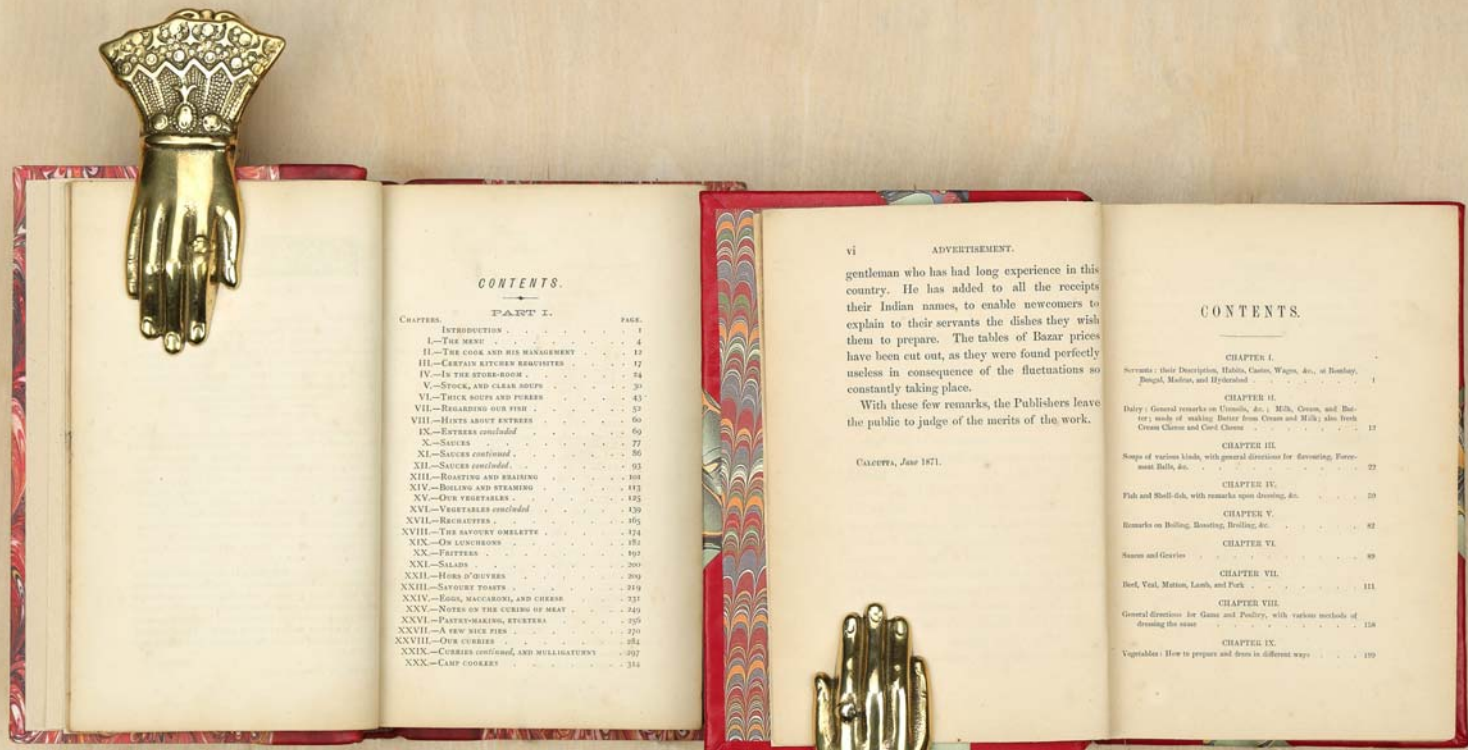 CONTENTS.
PART I.
CHAPTERS. PAGE.
INTRODUCTION . . . . . . . 1
I.—THE MENU . . . . . . . 4
II.—THE COOK AND HIS MANAGEMENT . . . . 12
III.—CERTAIN KITCHEN REQUISITES . . . . 17
IV.—IN THE STORE-ROOM . . . . . . 24
V.—STOCK, AND CLEAR SOUPS . . . . . 30
VI.—THICK SOUPS AND PUREES . . . . . 43
VII.—REGARDING OUR FISH . . . . . . 52
VIII.—HINTS ABOUT ENTREES . . . . . 60
IX.—ENTREES concluded . . . . . . 69
X.—SAUCES . . . . . . . 77
XI.—SAUCES continued . . . . . . 86
XII.—SAUCES concluded . . . . . . 93
XIII.—ROASTING AND BRAISING . . . . . 101
XIV.—BOILING AND STEAMING . . . . . 113
XV.—OUR VEGETABLES . . . . . . 125
XVI.—VEGETABLES concluded . . . . . 139
XVII.—RECHAUFFES . . . . . . . 165
XVIII.—THE SAVOURY OMELETTE . . . . . 174
XIX.—ON LUNCHEONS . . . . . . 182
XX.—FRITTERS . . . . . . . 192
XXI.—SALADS . . . . . . . 200
XXII.—HORS D'ŒUVRES . . . . . . 209
XXIII.—SAVOURY TOASTS . . . . . . 219
XXIV.—EGGS, MACCARONI, AND CHEESE . . . . 231
XXV.—NOTES ON THE CURING OF MEAT . . . . 249
XXVI.—PASTRY-MAKING, ETCETERA . . . . 256
XXVII.—A FEW NICE PIES . . . . . . 270
XXVIII.—OUR CURRIES . . . . . . 284
XXIX.—CURRIES continued, AND MULLIGATUNNY . . . 297
XXX.—CAMP COOKERY . . . . . . 314
vi ADVERTISEMENT.
gentleman who has had long experience in this
country. He has added to all the receipts
their Indian names, to enable newcomers to
explain to their servants the dishes they wish
them to prepare. The tables of Bazar prices
have been cut out, as they were found perfectly
useless in consequence of the fluctuations so
constantly taking place.
With these few remarks, the Publishers leave
the public to judge of the merits of the work.
CALCUTTA, June 1871.
CONTENTS.
CHAPTER I.
Servants: their Description, Habits, Castes, Wages, &c., at Bombay,
Bengal, Madras, and Hyderabad . . . . . . 1
CHAPTER II.
Dairy: General remarks on Utensils, &c.; Milk, Cream, and But-
ter; mode of making Butter from Cream and Milk; also fresh
Cream Cheese and Curd Cheese . . . . . . 12
CHAPTER III.
Soups of various kinds, with general directions for flavouring, Force-
meat Balls, &c. . . . . . . . 22
CHAPTER IV.
Fish and Shell-fish, with remarks upon dressing, &c. . . . 59
CHAPTER V.
Remarks on Boiling, Roasting, Broiling, &c. . . . . . 82
CHAPTER VI.
Sauces and Gravies . . . . . . . . 89
CHAPTER VII.
Beef, Veal, Mutton, Lamb, and Pork . . . . . . 111
CHAPTER VIII.
General directions for Game and Poultry, with various methods of
dressing the same . . . . . . . 158
CHAPTER IX.
Vegetables: How to prepare and dress in different ways . . . 199